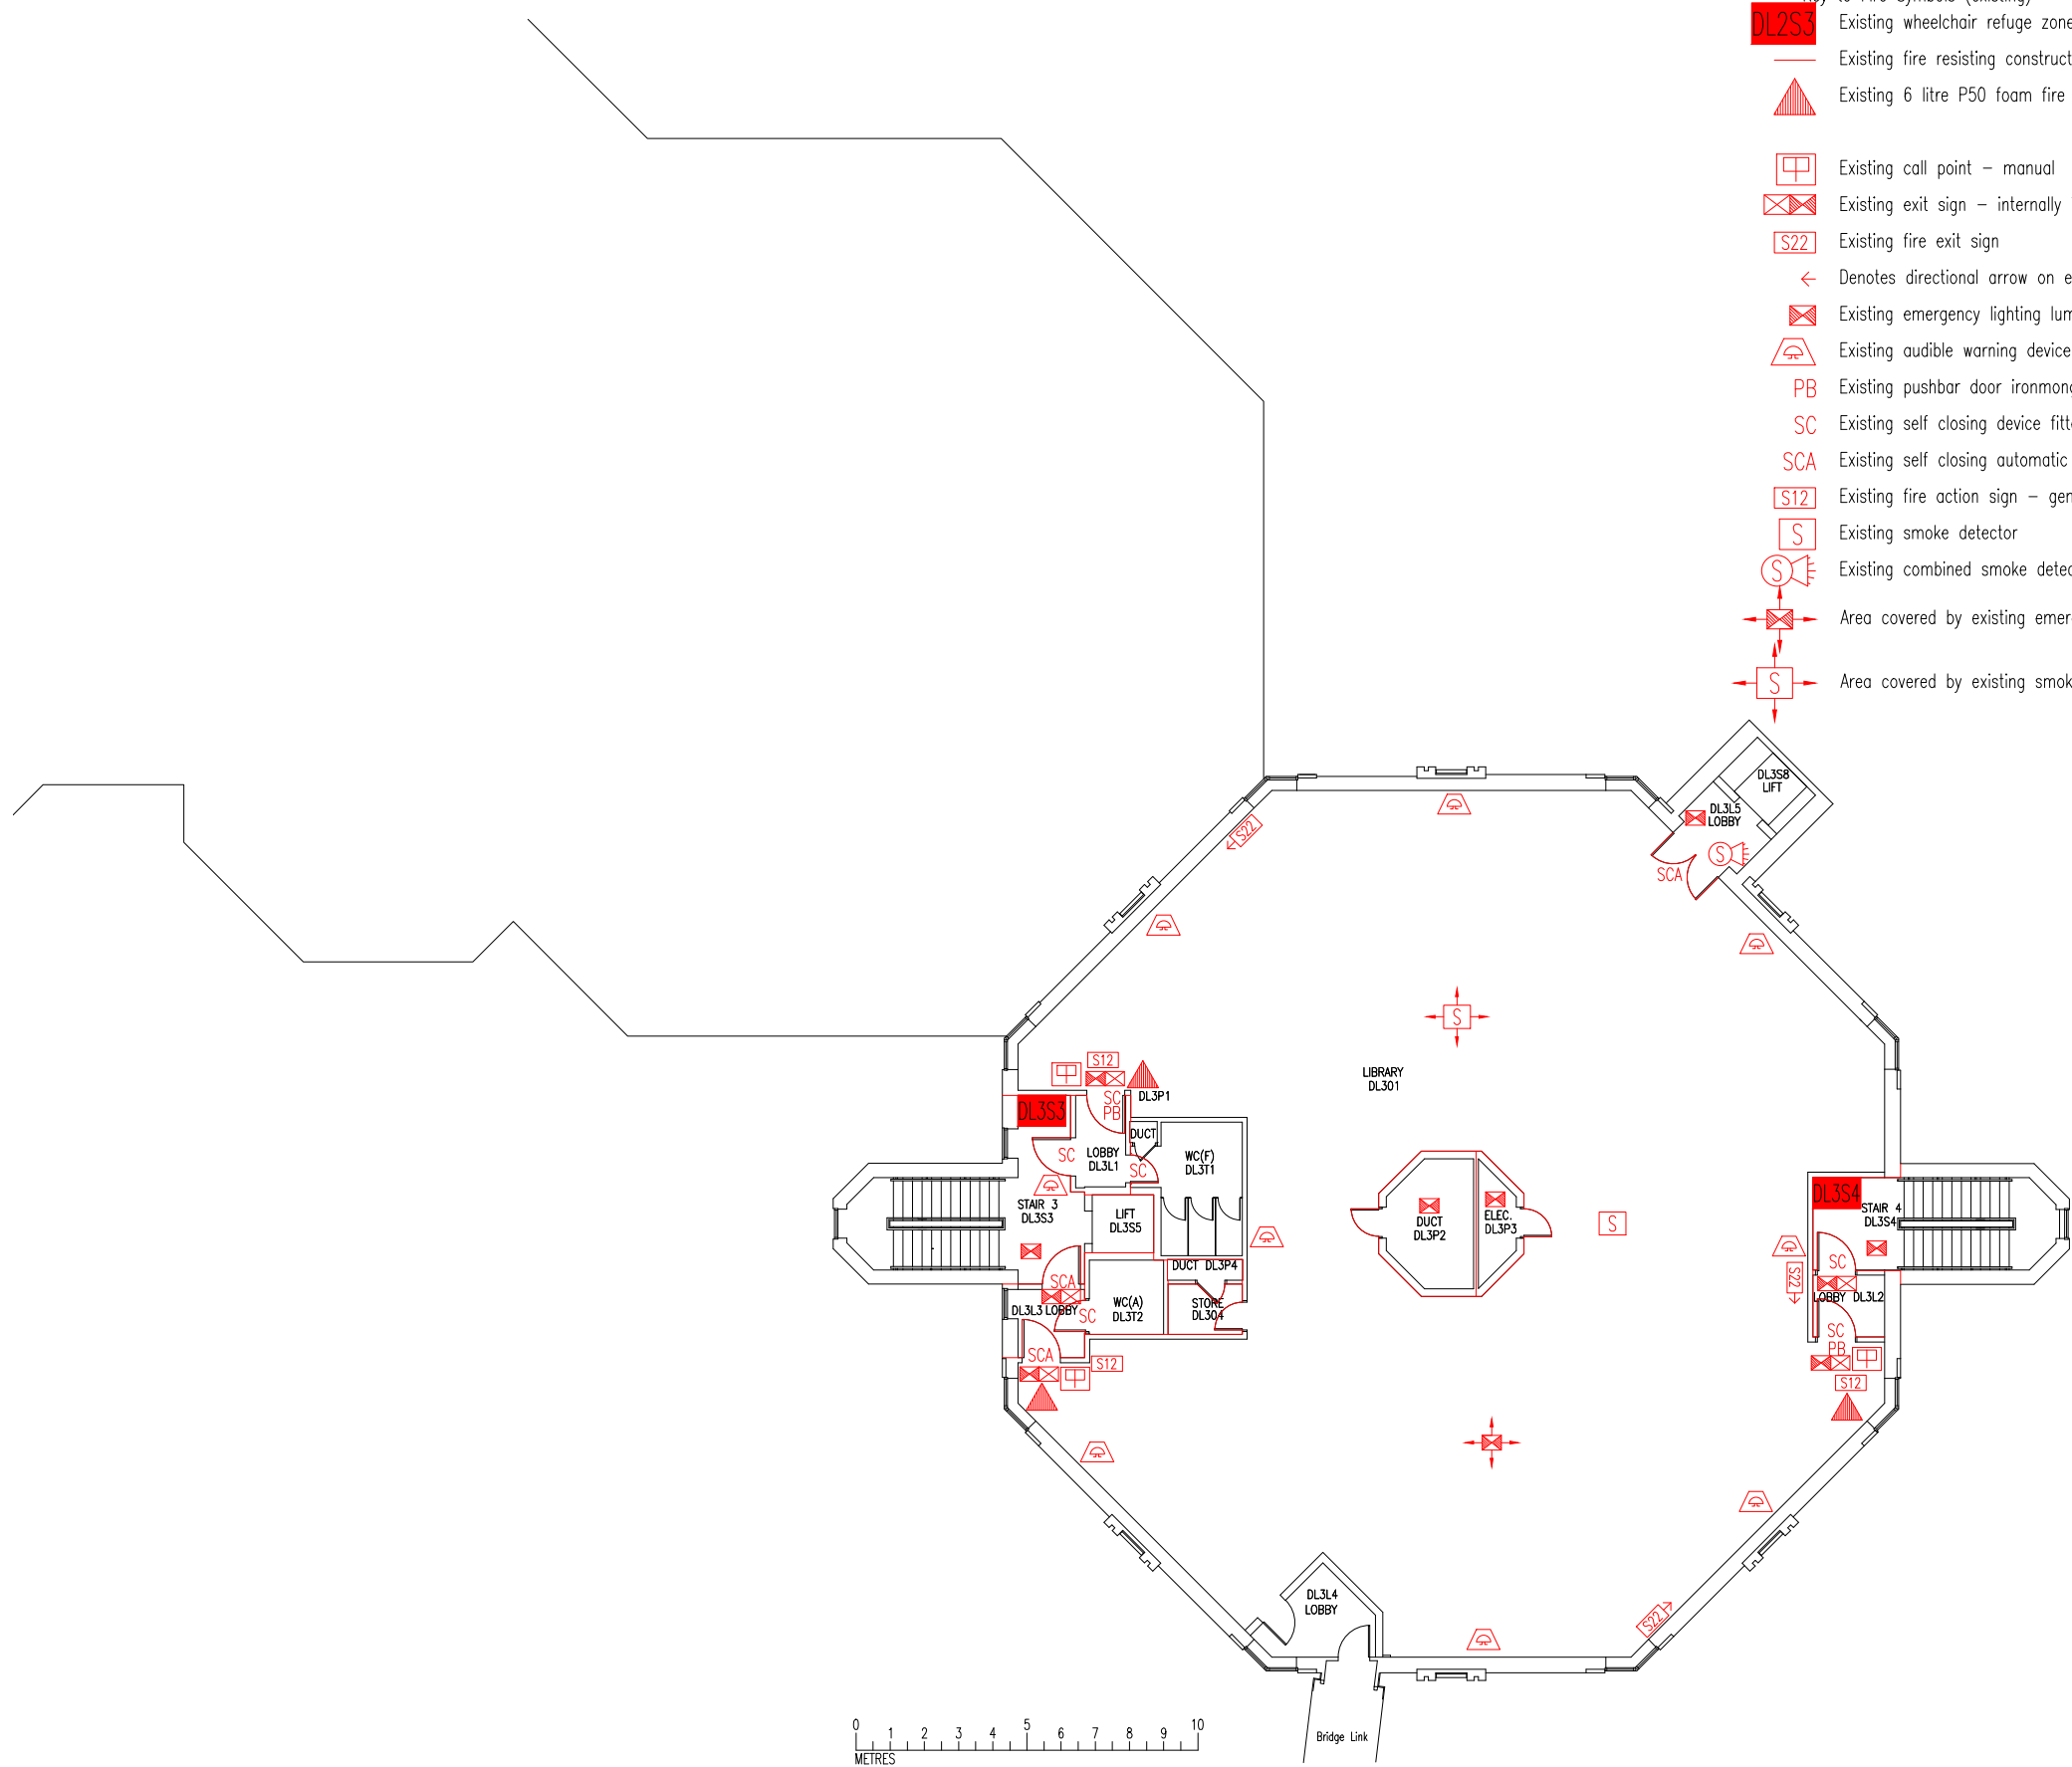 to Fire Symbols (existing)
DL2S3 Existing wheelchair refuge zone
Existing fire resisting construct
Existing 6 litre P50 foam fire
Existing call point – manual
Existing exit sign – internally
S22 Existing fire exit sign
Denotes directional arrow on e
Existing emergency lighting lum
Existing audible warning device
PB Existing pushbar door ironmong
SC Existing self closing device fitt
SCA Existing self closing automatic
S12 Existing fire action sign – gen
S Existing smoke detector
S Existing combined smoke detec
Area covered by existing emer
S Area covered by existing smok
DL3S8
LIFT
DL3L5
LOBBY
S
SCA
S22
S
LIBRARY
DL301
S12
DL3P1
SC
PB
DL3S3
DUCT
SC
LOBBY
DL3L1
SC
WC(F)
DL3T1
STAIR 3
DL3S3
LIFT
DL3S5
DUCT
DL3P2
ELEC.
DL3P3
S
DL3S4
STAIR 4
DL3S4
SC
S22
LOBBY DL3L2
SC
PB
S12
DUCT DL3P4
SCA
DL3L3 LOBBY
SC
WC(A)
DL3T2
STORE
DL304
SCA
S12
DL3L4
LOBBY
S22
Bridge Link
0 1 2 3 4 5 6 7 8 9 10
METRES